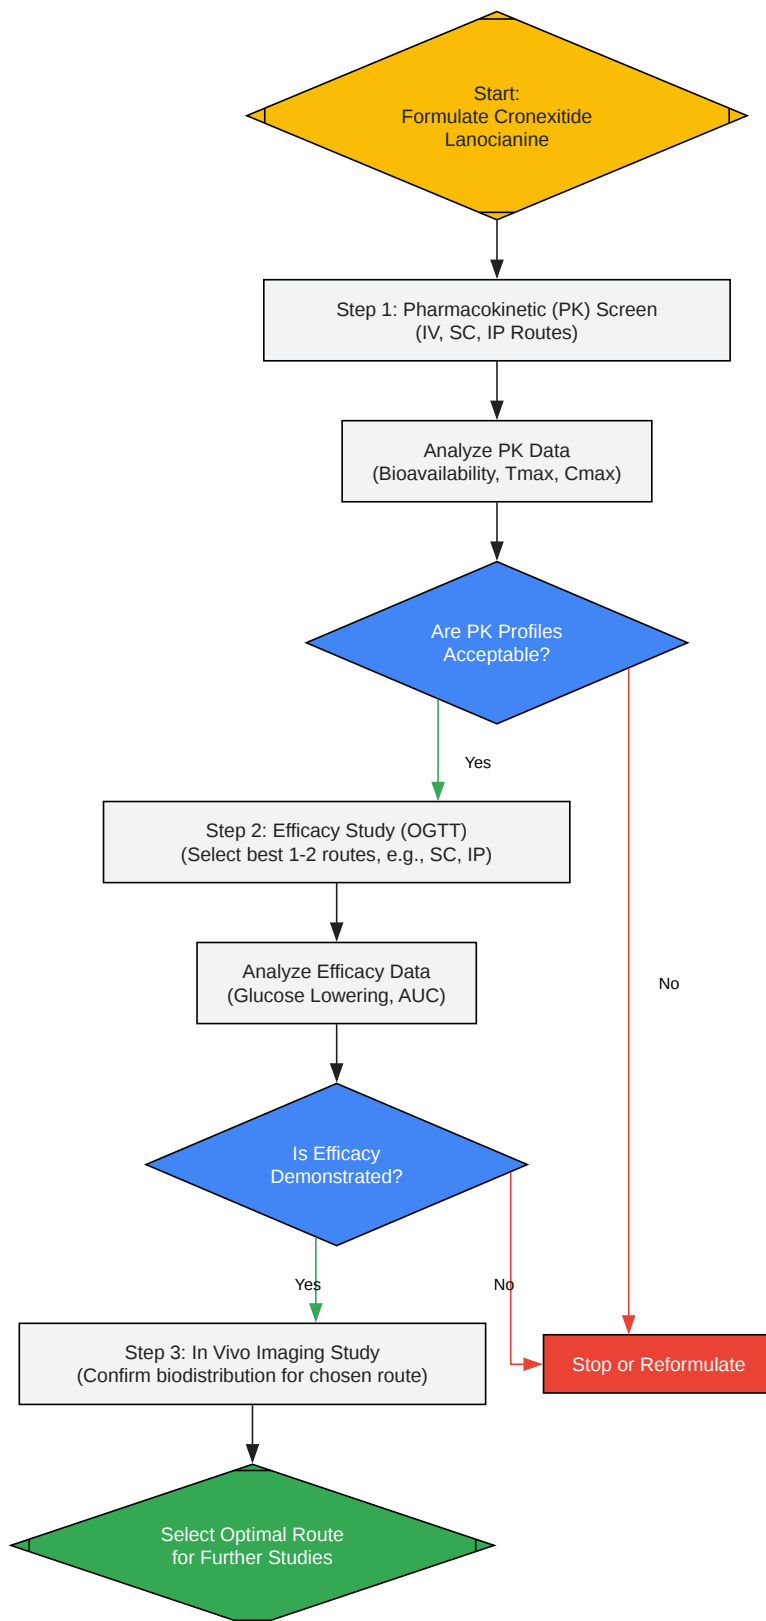 Start:
Formulate Cronexitide
Lanocianine
Step 1: Pharmacokinetic (PK) Screen
(IV, SC, IP Routes)
Analyze PK Data
(Bioavailability, Tmax, Cmax)
Are PK Profiles
Acceptable?
Yes
Step 2: Efficacy Study (OGTT)
(Select best 1-2 routes, e.g., SC, IP)
Analyze Efficacy Data
(Glucose Lowering, AUC)
No
Is Efficacy
Demonstrated?
Yes
No
Step 3: In Vivo Imaging Study
(Confirm biodistribution for chosen route)
Stop or Reformulate
Select Optimal Route
for Further Studies